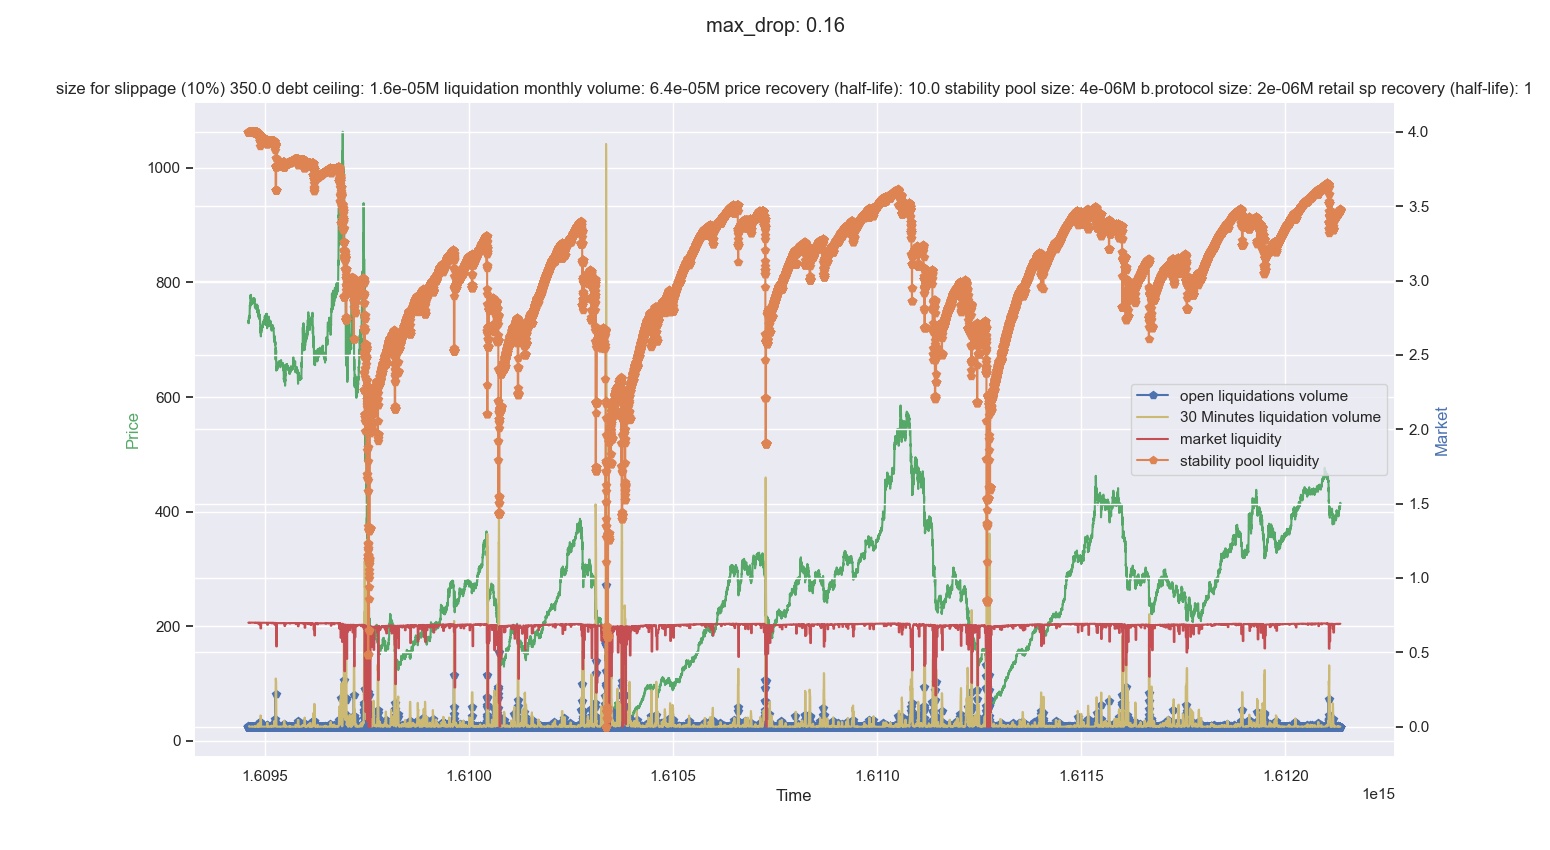 max_drop: 0.16
size for slippage (10%) 350.0 debt ceiling: 1.6e-05M liquidation monthly volume: 6.4e-05M price recovery (half-life): 10.0 stability pool size: 4e-06M b.protocol size: 2e-06M retail sp recovery (half-life): 1
1000
800
600
400
200
0
Price
4.0
3.5
3.0
2.5
2.0
1.5
1.0
0.5
0.0
Market
open liquidations volume
30 Minutes liquidation volume
market liquidity
stability pool liquidity
1.6095 1.6100 1.6105 1.6110 1.6115 1.6120
Time
1e15